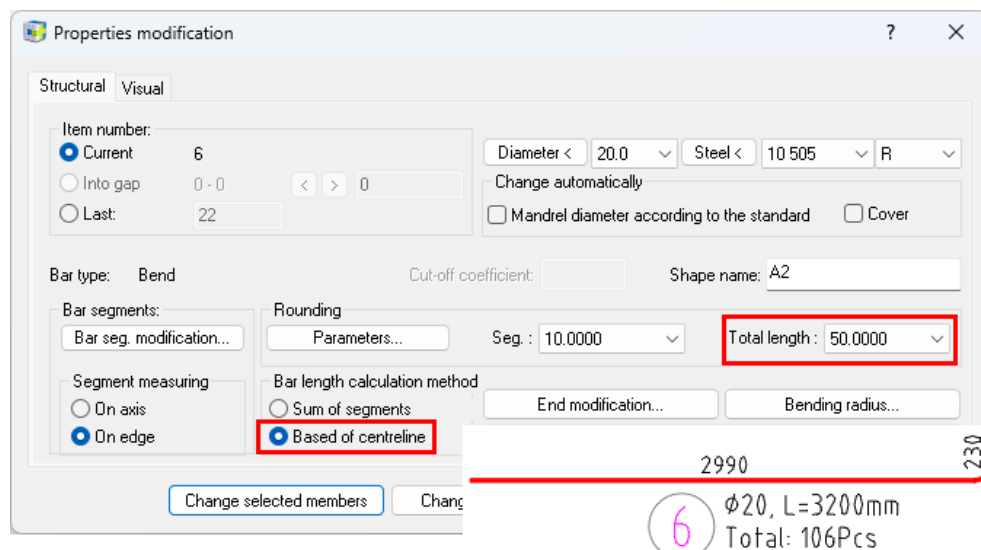 Properties modification ? ×
Structural Visual
Item number:
Current 6
Into gap 0 - 0 < > 0
Last: 22
Diameter < 20.0 Steel < 10 505 R
Change automatically
Mandrel diameter according to the standard Cover
Bar type: Bend Cut-off coefficient: Shape name: A2
Bar segments:
Bar seg. modification...
Rounding
Parameters... Seg. : 10.0000 Total length : 50.0000
Segment measuring
On axis
On edge
Bar length calculation method
Sum of segments
Based of centreline
End modification... Bending radius...
Change selected members Chang
2990 230
6 Φ20, L=3200mm
Total: 106Pcs